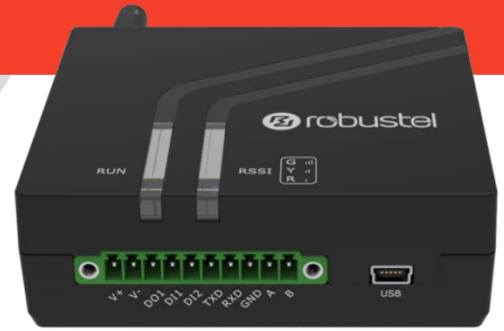 robustel
RUN RSSI G
Y
R
V+ V- DO1 DI1 DI2 TXD RXD GND A B
USB